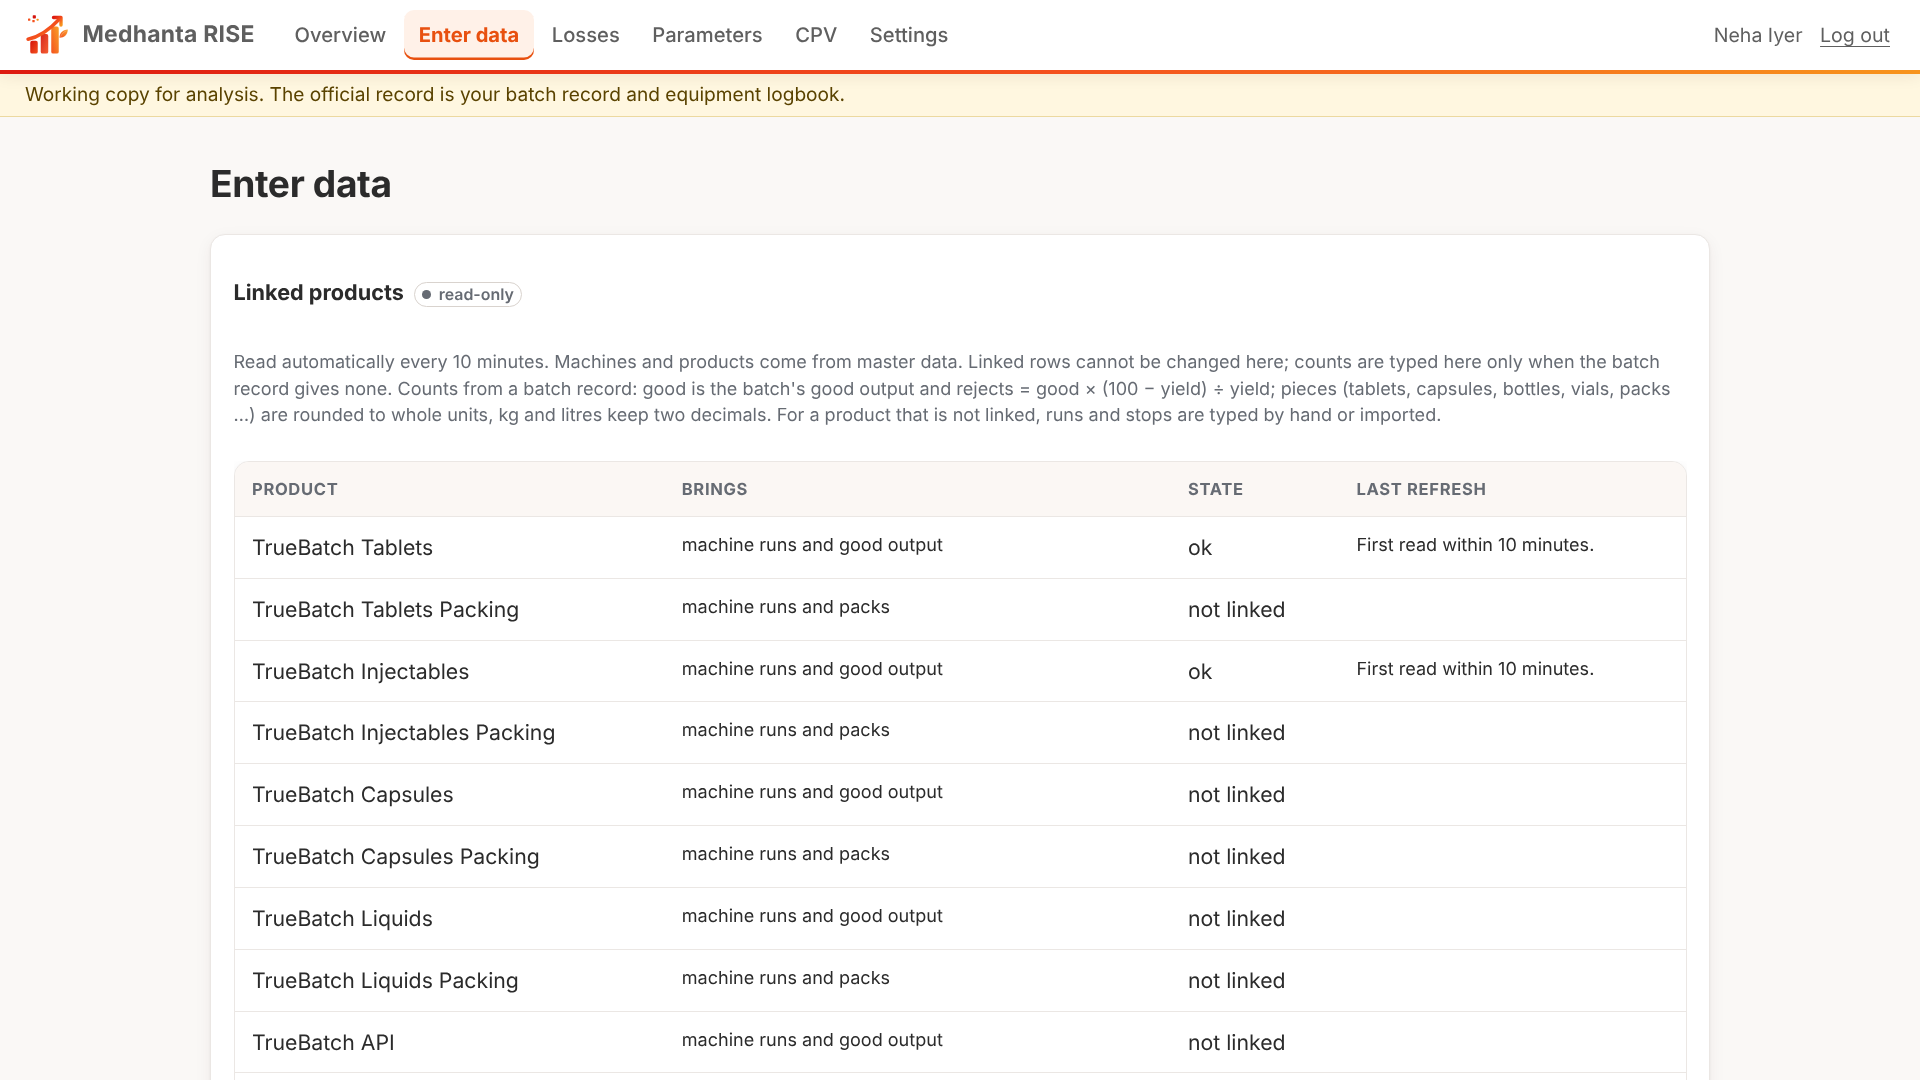 Medhanta RISE Overview Enter data Losses Parameters CPV Settings Neha Iyer Log out
Working copy for analysis. The official record is your batch record and equipment logbook.
Enter data
Linked products read-only
Read automatically every 10 minutes. Machines and products come from master data. Linked rows cannot be changed here; counts are typed here only when the batch
record gives none. Counts from a batch record: good is the batch's good output and rejects = good × (100 − yield) ÷ yield; pieces (tablets, capsules, bottles, vials, packs
...) are rounded to whole units, kg and litres keep two decimals. For a product that is not linked, runs and stops are typed by hand or imported.
PRODUCT BRINGS STATE LAST REFRESH
TrueBatch Tablets machine runs and good output ok First read within 10 minutes.
TrueBatch Tablets Packing machine runs and packs not linked
TrueBatch Injectables machine runs and good output ok First read within 10 minutes.
TrueBatch Injectables Packing machine runs and packs not linked
TrueBatch Capsules machine runs and good output not linked
TrueBatch Capsules Packing machine runs and packs not linked
TrueBatch Liquids machine runs and good output not linked
TrueBatch Liquids Packing machine runs and packs not linked
TrueBatch API machine runs and good output not linked